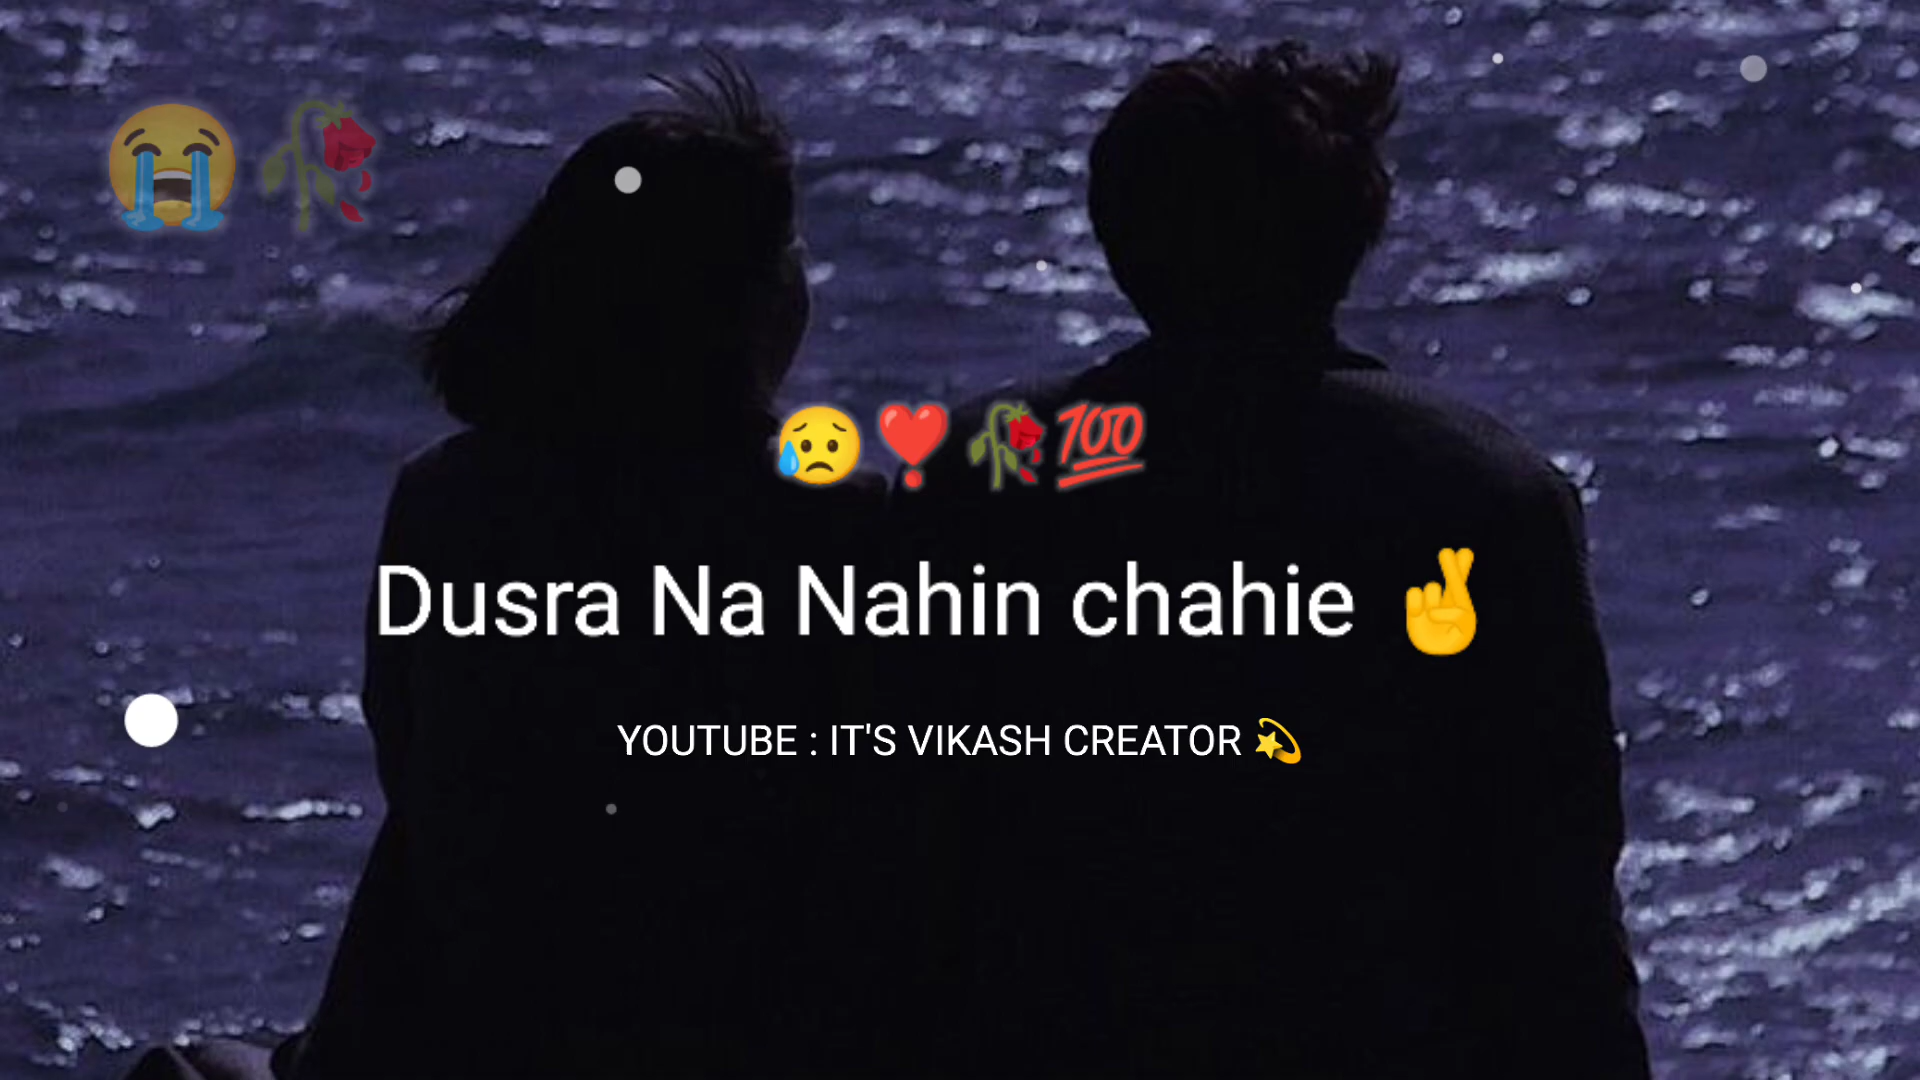 😭🥀
😥❣️🥀💯
Dusra Na Nahin chahie 🤞
YOUTUBE : IT'S VIKASH CREATOR 💫